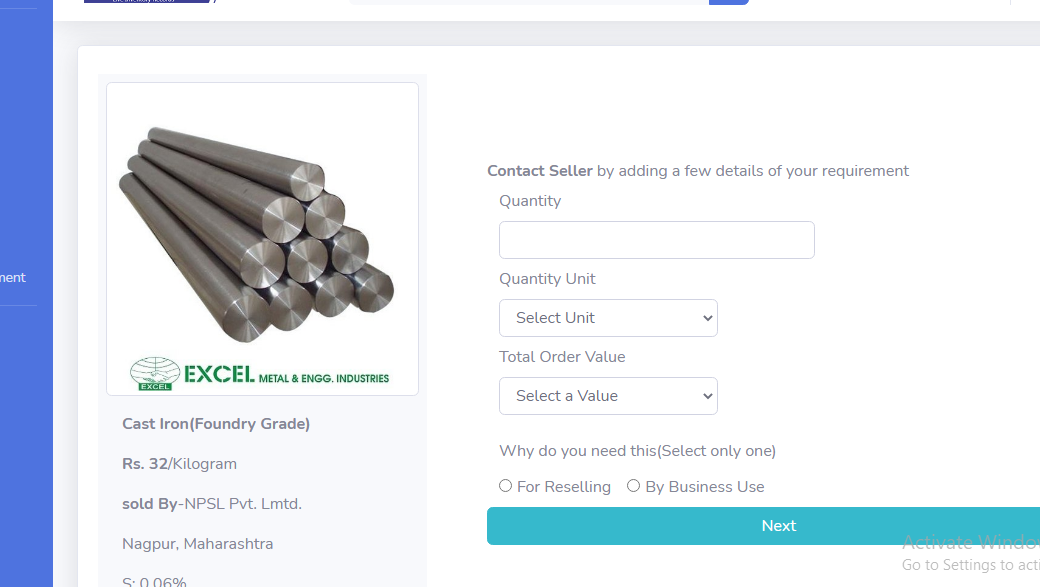 ment
EXCEL
EXCEL METAL & ENGG. INDUSTRIES
Cast Iron(Foundry Grade)
Rs. 32/Kilogram
sold By-NPSL Pvt. Lmtd.
Nagpur, Maharashtra
S: 0.06%
Contact Seller by adding a few details of your requirement
Quantity
Quantity Unit
Select Unit
Total Order Value
Select a Value
Why do you need this(Select only one)
For Reselling By Business Use
Next
Activate Window
Go to Settings to acti